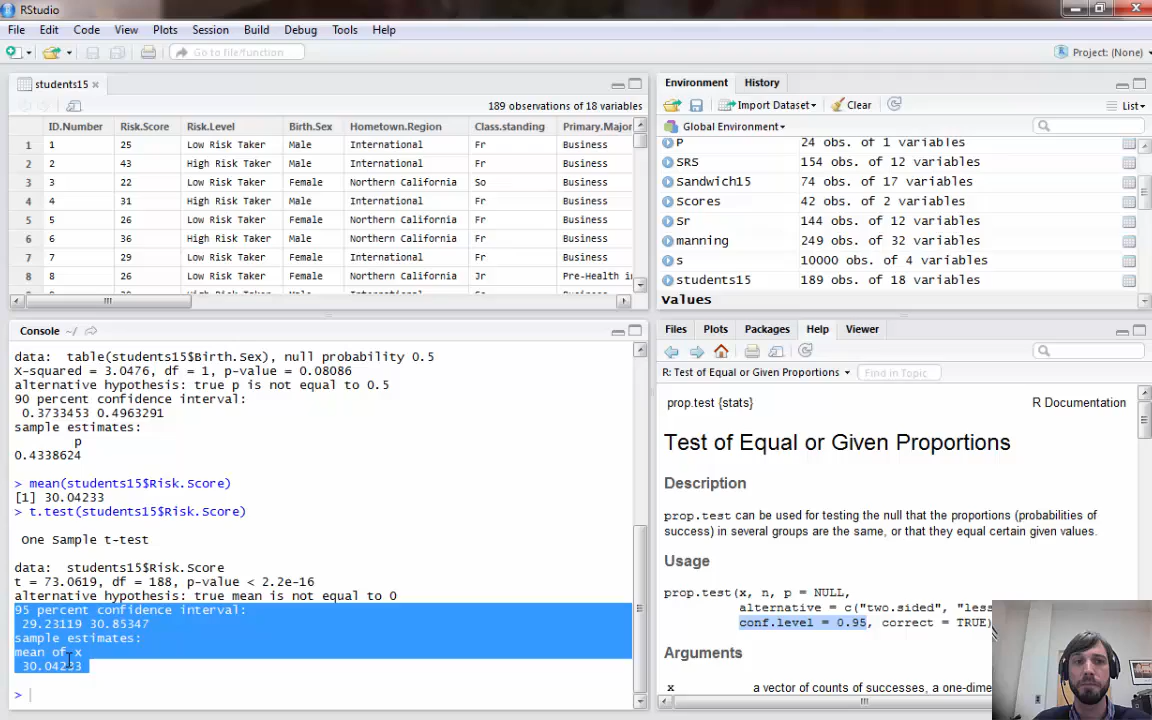 RStudio
File Edit Code View Plots Session Build Debug Tools Help
Go to file/function
Project: (None)
students15
189 observations of 18 variables
ID.Number Risk.Score Risk.Level Birth.Sex Hometown.Region Class.standing Primary.Major
1 1 25 Low Risk Taker Male International Fr Business
2 2 43 High Risk Taker Male International Fr Business
3 3 22 Low Risk Taker Female Northern California So Business
4 4 31 High Risk Taker Male International Fr Business
5 5 26 Low Risk Taker Female Northern California Fr Business
6 6 36 High Risk Taker Male Northern California Fr Business
7 7 29 Low Risk Taker Female International Fr Business
8 8 26 Low Risk Taker Female Northern California Jr Pre-Health i
Console ~/
data: table(students15$Birth.Sex), null probability 0.5
X-squared = 3.0476, df = 1, p-value = 0.08086
alternative hypothesis: true p is not equal to 0.5
90 percent confidence interval:
0.3733453 0.4963291
sample estimates:
p
0.4338624
> mean(students15$Risk.Score)
[1] 30.04233
> t.test(students15$Risk.Score)
One Sample t-test
data: students15$Risk.Score
t = 73.0619, df = 188, p-value < 2.2e-16
alternative hypothesis: true mean is not equal to 0
95 percent confidence interval:
29.23119 30.85347
sample estimates:
mean of x
30.04233
>
Environment History
Import Dataset Clear List
Global Environment
P 24 obs. of 1 variables
SRS 154 obs. of 12 variables
Sandwich15 74 obs. of 17 variables
Scores 42 obs. of 2 variables
Sr 144 obs. of 12 variables
manning 249 obs. of 32 variables
s 10000 obs. of 4 variables
students15 189 obs. of 18 variables
Values
Files Plots Packages Help Viewer
R: Test of Equal or Given Proportions Find in Topic
prop.test {stats} R Documentation
Test of Equal or Given Proportions
Description
prop.test can be used for testing the null that the proportions (probabilities of
success) in several groups are the same, or that they equal certain given values.
Usage
prop.test(x, n, p = NULL,
alternative = c("two.sided", "less
conf.level = 0.95, correct = TRUE)
Arguments
x a vector of counts of successes, a one-dime